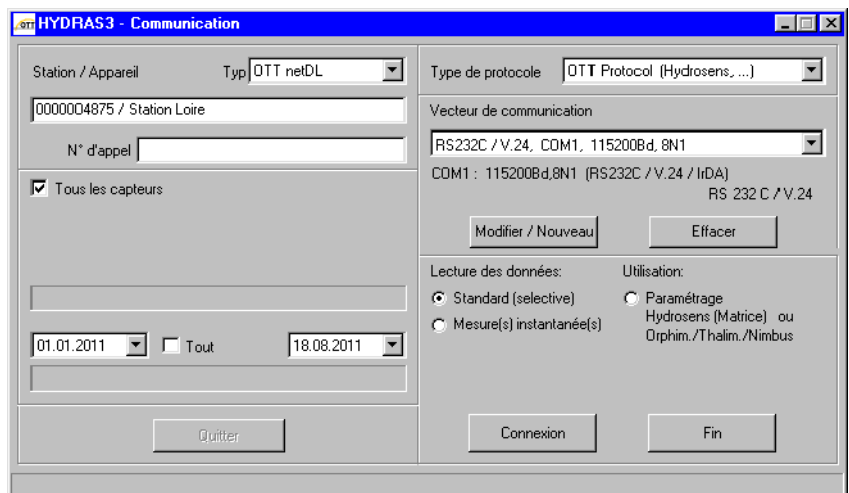 OTT HYDRAS3 - Communication
Station / Appareil Typ OTT netDL
0000004875 / Station Loire
N° d'appel
Tous les capteurs
01.01.2011 Tout 18.08.2011
Quitter
Type de protocole OTT Protocol (Hydrosens, ...)
Vecteur de communication
RS232C / V.24, COM1, 115200Bd, 8N1
COM1 : 115200Bd,8N1 (RS232C / V.24 / IrDA)
RS 232 C / V.24
Modifier / Nouveau Effacer
Lecture des données: Utilisation:
Standard (selective) Paramétrage
Hydrosens (Matrice) ou
Mesure(s) instantanée(s) Orphim./Thalim./Nimbus
Connexion Fin